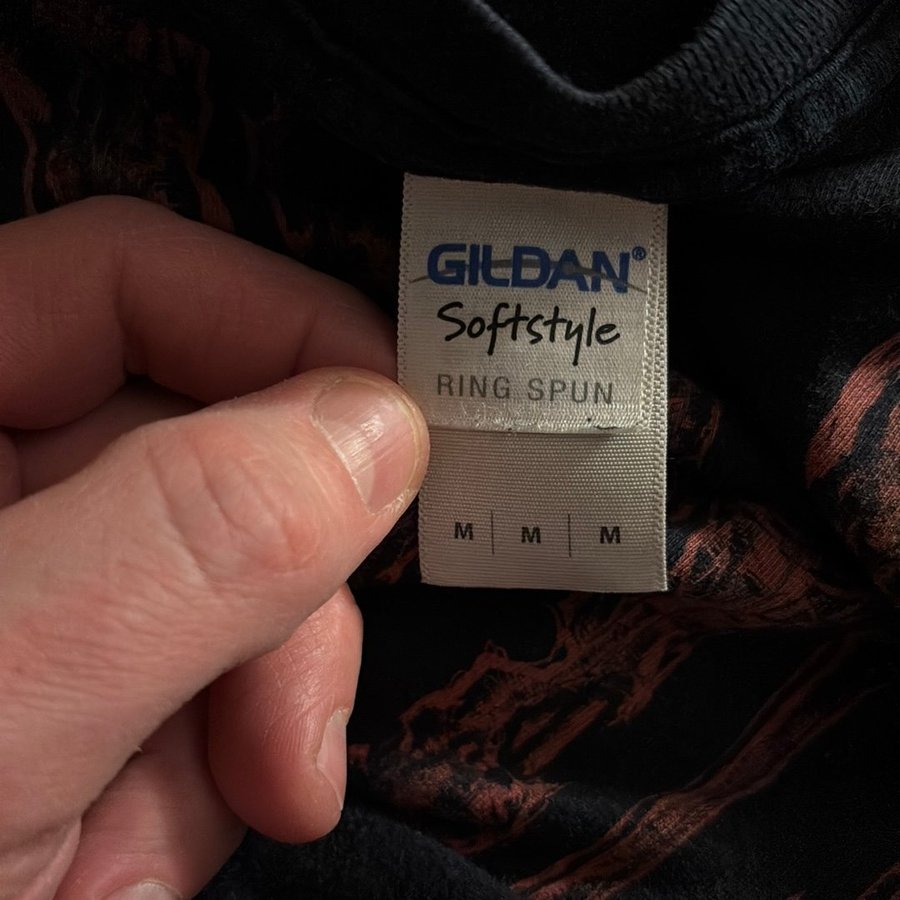 GILDAN®
Softstyle
RING SPUN
M | M | M